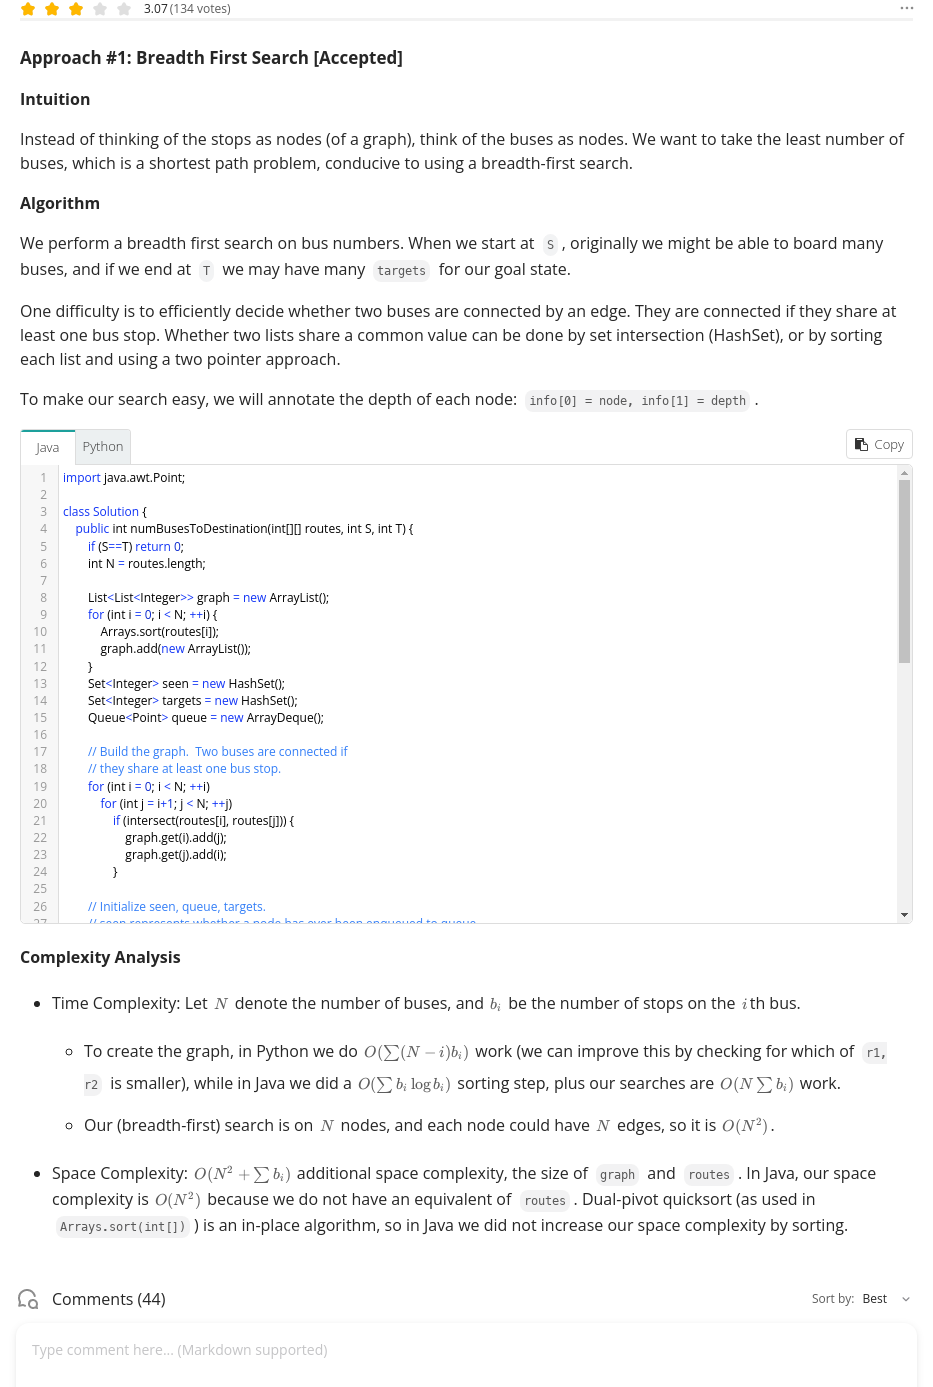 3.07 (134 votes)
Approach #1: Breadth First Search [Accepted]
Intuition
Instead of thinking of the stops as nodes (of a graph), think of the buses as nodes. We want to take the least number of
buses, which is a shortest path problem, conducive to using a breadth-first search.
Algorithm
We perform a breadth first search on bus numbers. When we start at S , originally we might be able to board many
buses, and if we end at T we may have many targets for our goal state.
One difficulty is to efficiently decide whether two buses are connected by an edge. They are connected if they share at
least one bus stop. Whether two lists share a common value can be done by set intersection (HashSet), or by sorting
each list and using a two pointer approach.
To make our search easy, we will annotate the depth of each node: info[0] = node, info[1] = depth .
Java Python Copy
1 import java.awt.Point;
2
3 class Solution {
4 public int numBusesToDestination(int[][] routes, int S, int T) {
5 if (S==T) return 0;
6 int N = routes.length;
7
8 List<List<Integer>> graph = new ArrayList();
9 for (int i = 0; i < N; ++i) {
10 Arrays.sort(routes[i]);
11 graph.add(new ArrayList());
12 }
13 Set<Integer> seen = new HashSet();
14 Set<Integer> targets = new HashSet();
15 Queue<Point> queue = new ArrayDeque();
16
17 // Build the graph.  Two buses are connected if
18 // they share at least one bus stop.
19 for (int i = 0; i < N; ++i)
20 for (int j = i+1; j < N; ++j)
21 if (intersect(routes[i], routes[j])) {
22 graph.get(i).add(j);
23 graph.get(j).add(i);
24 }
25
26 // Initialize seen, queue, targets.
27 // seen represents whether a node has ever been enqueued to queue.
Complexity Analysis
• Time Complexity: Let N denote the number of buses, and b_i be the number of stops on the i th bus.
◦ To create the graph, in Python we do O(∑(N − i)b_i) work (we can improve this by checking for which of r1,
r2 is smaller), while in Java we did a O(∑ b_i log b_i) sorting step, plus our searches are O(N ∑ b_i) work.
◦ Our (breadth-first) search is on N nodes, and each node could have N edges, so it is O(N²).
• Space Complexity: O(N² + ∑ b_i) additional space complexity, the size of graph and routes . In Java, our space
complexity is O(N²) because we do not have an equivalent of routes . Dual-pivot quicksort (as used in
Arrays.sort(int[]) ) is an in-place algorithm, so in Java we did not increase our space complexity by sorting.
Comments (44) Sort by: Best
Type comment here... (Markdown supported)